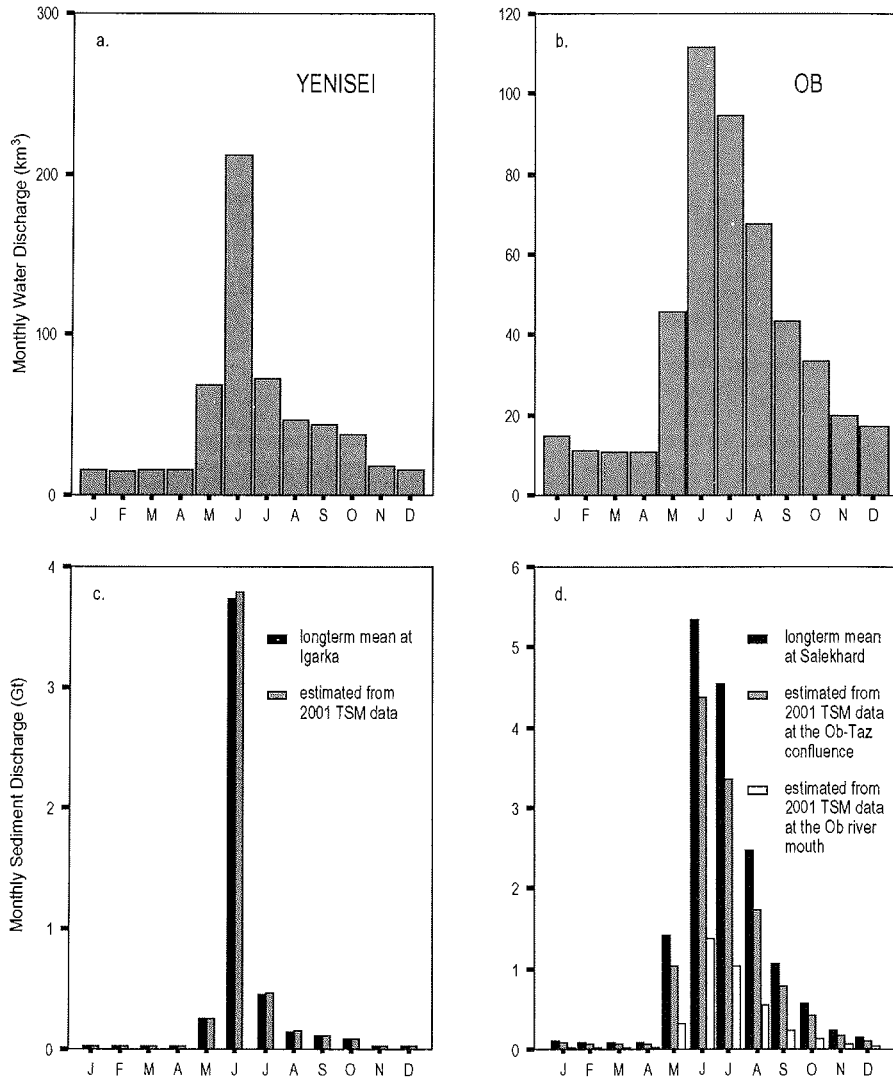 a.
YENISEI
Monthly Water Discharge (km³)
300
200
100
0
J F M A M J J A S O N D
b.
OB
120
100
80
60
40
20
0
J F M A M J J A S O N D
c.
Monthly Sediment Discharge (Gt)
4
3
2
1
0
longterm mean at
Igarka
estimated from
2001 TSM data
J F M A M J J A S O N D
d.
6
5
4
3
2
1
0
longterm mean
at Salekhard
estimated from
2001 TSM data
at the Ob-Taz
confluence
estimated from
2001 TSM data
at the Ob river
mouth
J F M A M J J A S O N D